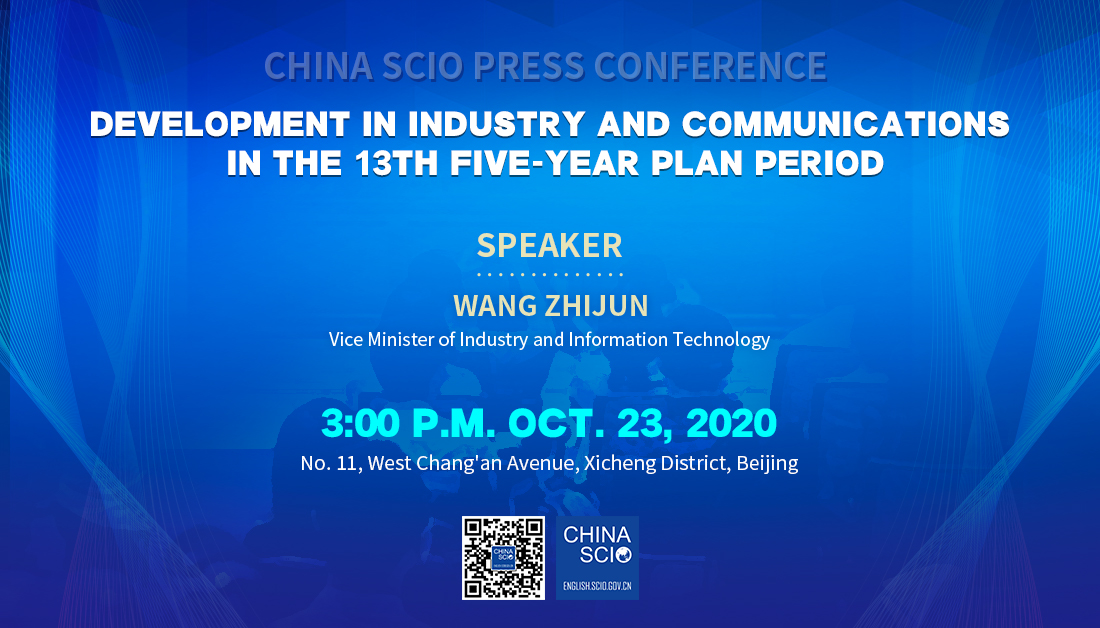 CHINA SCIO PRESS CONFERENCE
DEVELOPMENT IN INDUSTRY AND COMMUNICATIONS
IN THE 13TH FIVE-YEAR PLAN PERIOD
SPEAKER
WANG ZHIJUN
Vice Minister of Industry and Information Technology
3:00 P.M. OCT. 23, 2020
No. 11, West Chang'an Avenue, Xicheng District, Beijing
CHINA
SCIO
CHINA
SCIO
ENGLISH.SCIO.GOV.CN